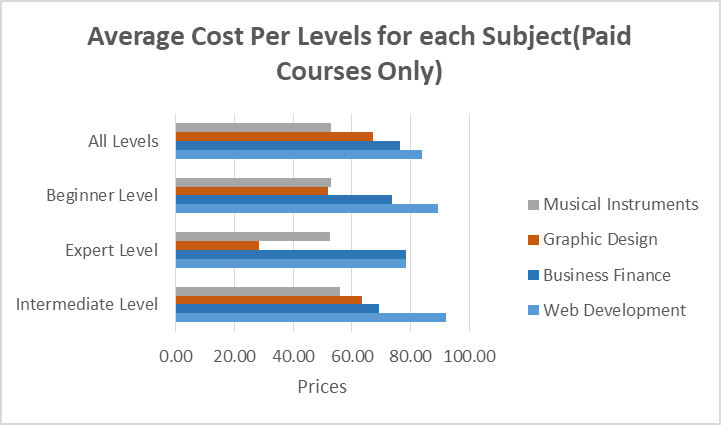 Average Cost Per Levels for each Subject(Paid
Courses Only)
All Levels
Beginner Level
Expert Level
Intermediate Level
0.00 20.00 40.00 60.00 80.00 100.00
Prices
Musical Instruments
Graphic Design
Business Finance
Web Development